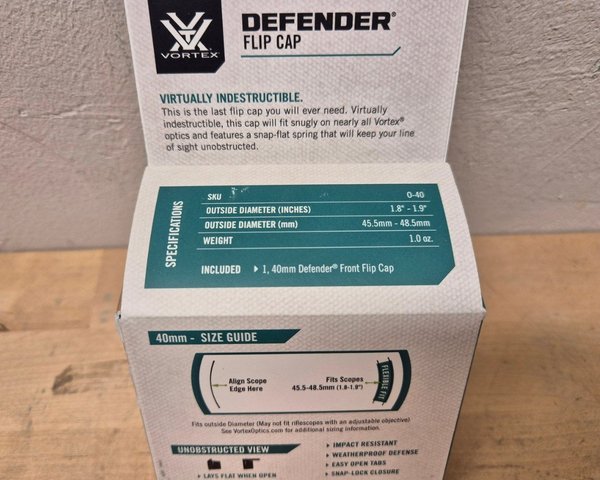 VORTEX
DEFENDER®
FLIP CAP
VIRTUALLY INDESTRUCTIBLE.
This is the last flip cap you will ever need. Virtually
indestructible, this cap will fit snugly on nearly all Vortex®
optics and features a snap-flat spring that will keep your line
of sight unobstructed.
SPECIFICATIONS
SKU 0-40
OUTSIDE DIAMETER (INCHES) 1.8" - 1.9"
OUTSIDE DIAMETER (mm) 45.5mm - 48.5mm
WEIGHT 1.0 oz.
INCLUDED 1, 40mm Defender® Front Flip Cap
40mm - SIZE GUIDE
Align Scope
Edge Here
Fits Scopes
45.5-48.5mm (1.8-1.9")
FLEXIBLE FIT
Fits outside Diameter (May not fit riflescopes with an adjustable objective)
See VortexOptics.com for additional sizing information.
UNOBSTRUCTED VIEW
LAYS FLAT WHEN OPEN
IMPACT RESISTANT
WEATHERPROOF DEFENSE
EASY OPEN TABS
SNAP-LOCK CLOSURE